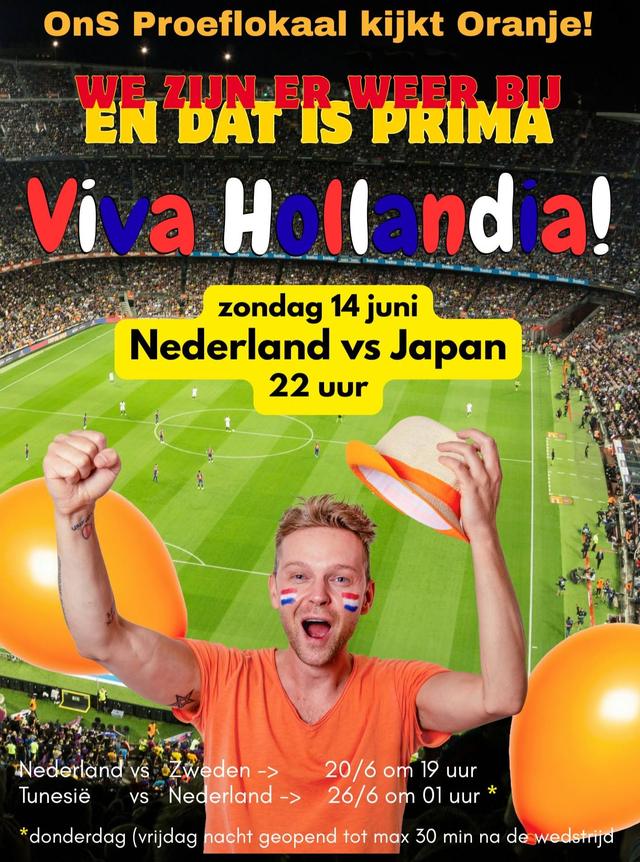 OnS Proeflokaal kijkt Oranje!
WE ZIJN ER WEER BIJ
EN DAT IS PRIMA
Viva Hollandia!
zondag 14 juni
Nederland vs Japan
22 uur
Nederland vs Zweden -> 20/6 om 19 uur
Tunesië vs Nederland -> 26/6 om 01 uur *
*donderdag (vrijdag nacht geopend tot max 30 min na de wedstrijd